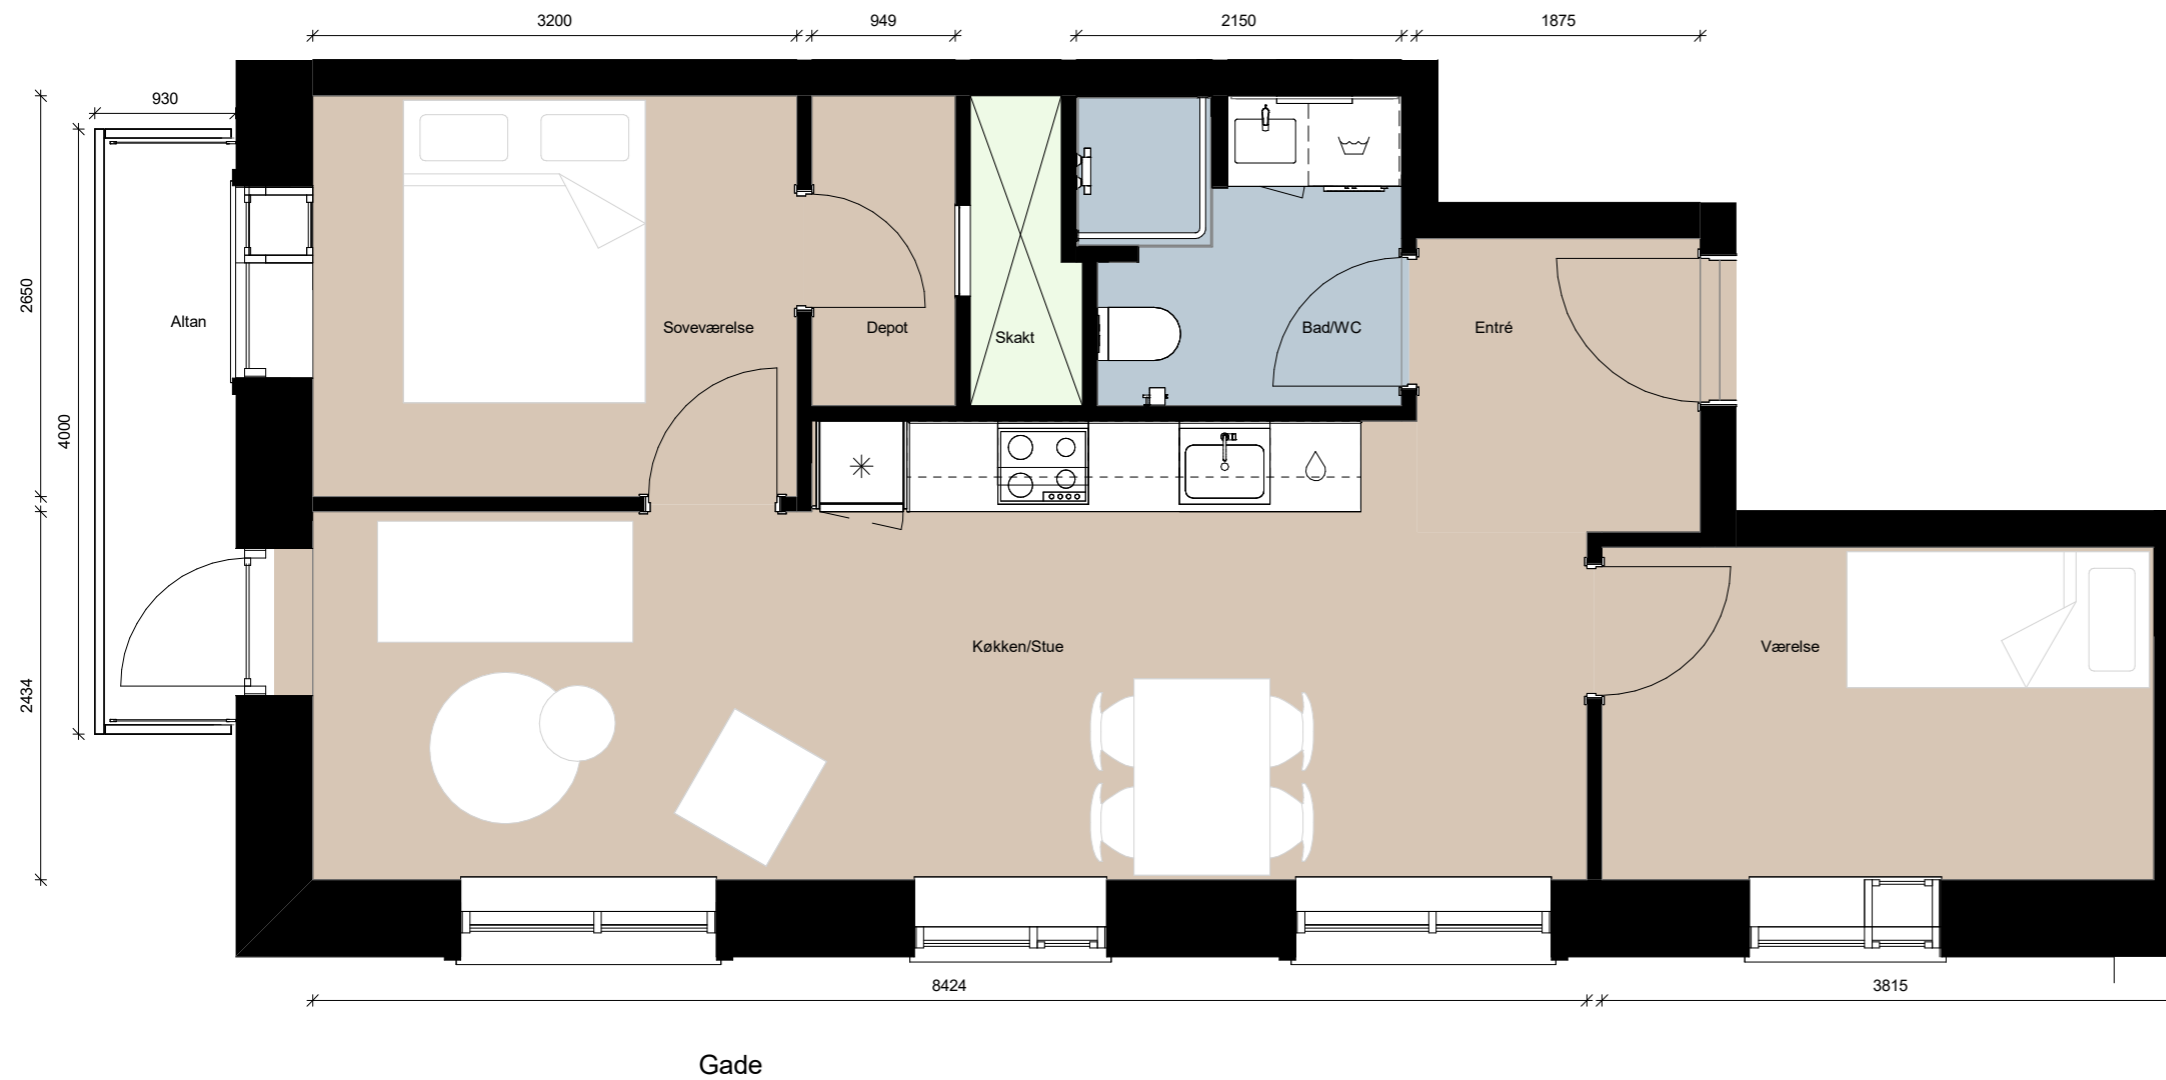 3200
949
2150
1875
930
2650
4000
2434
Altan
Soveværelse
Depot
Skakt
Bad/WC
Entré
Køkken/Stue
Værelse
8424
3815
Gade